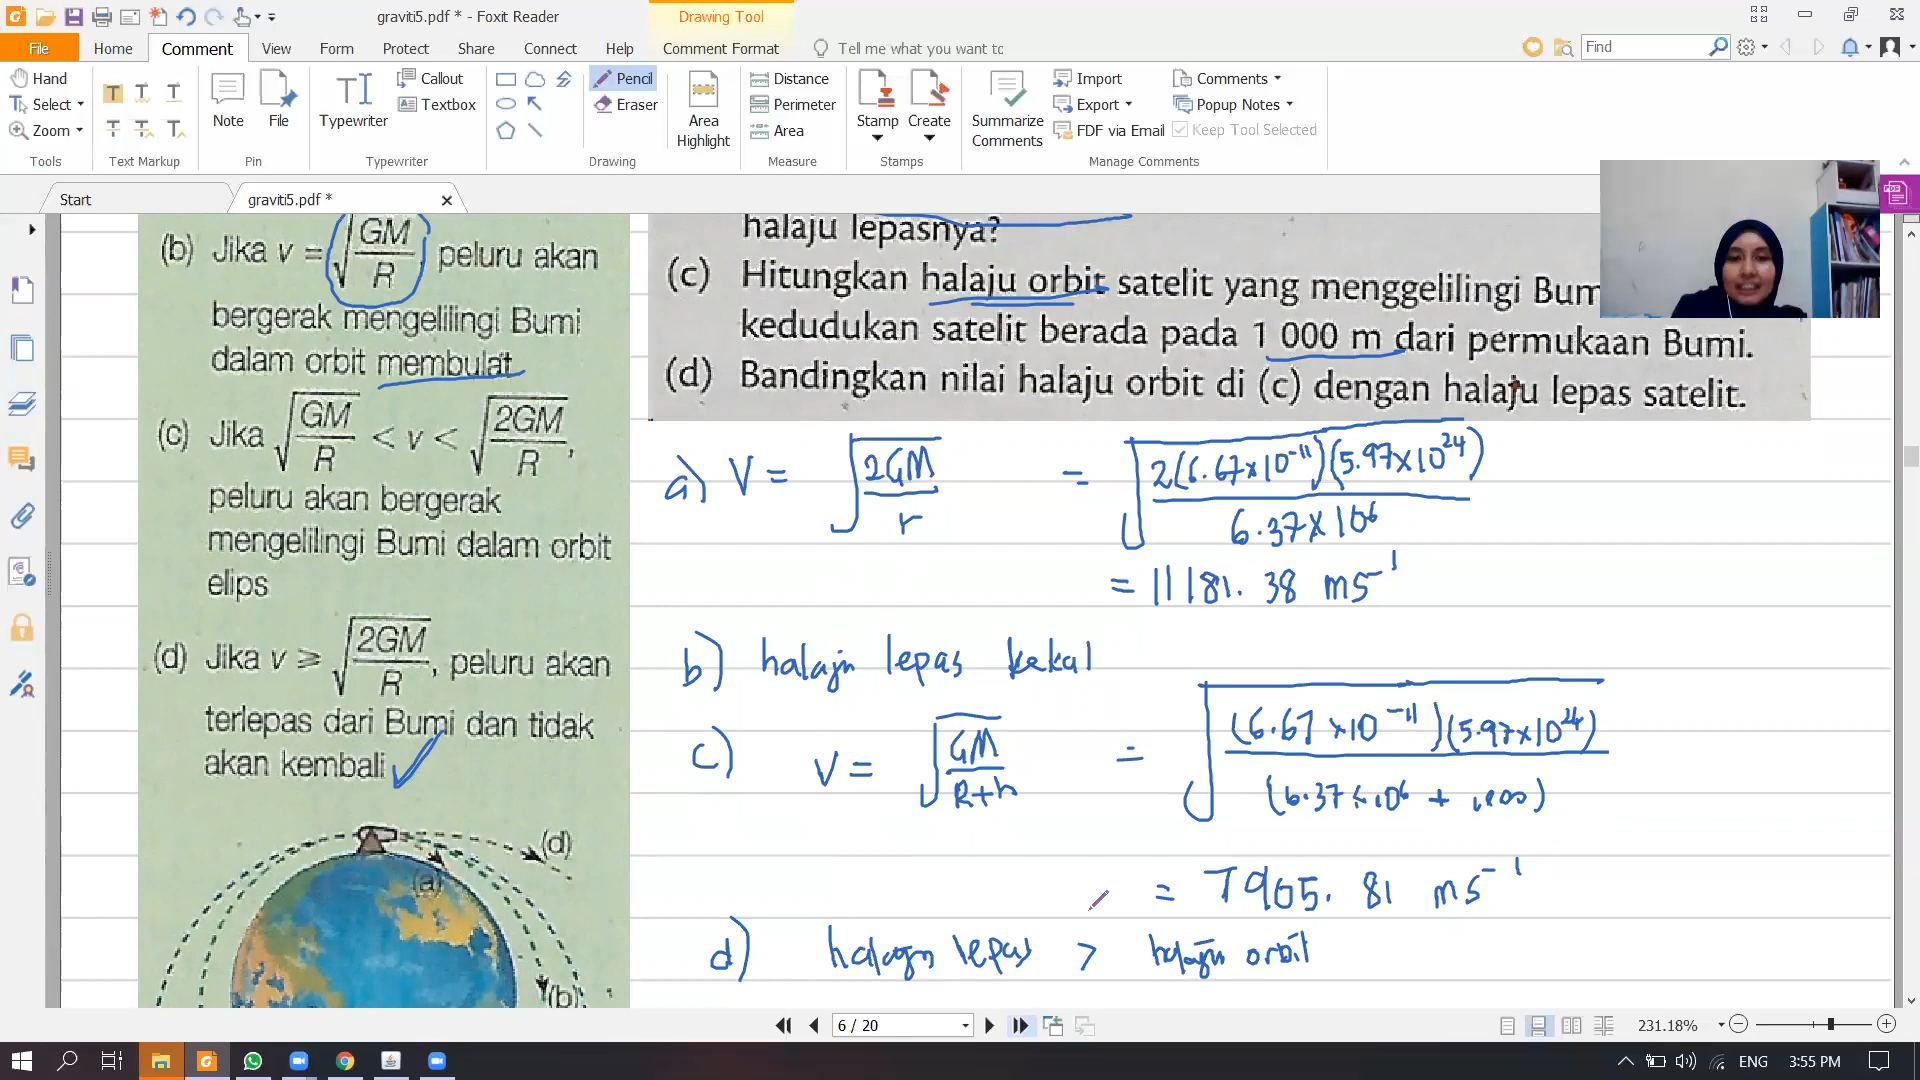 graviti5.pdf * - Foxit Reader
Drawing Tool
File Home Comment View Form Protect Share Connect Help Comment Format Tell me what you want to Find
Hand
Select
Zoom
Tools
Text Markup
Note
File
Pin
Typewriter
Callout
Textbox
Typewriter
Pencil
Eraser
Drawing
Area Highlight
Distance
Perimeter
Area
Measure
Stamp
Create
Stamps
Summarize Comments
Import
Export
FDF via Email
Comments
Popup Notes
Keep Tool Selected
Manage Comments
Start graviti5.pdf *
(b) Jika v = √GM/R, peluru akan
bergerak mengelilingi Bumi
dalam orbit membulat
(c) Jika √GM/R < v < √2GM/R,
peluru akan bergerak
mengelilingi Bumi dalam orbit
elips
(d) Jika v ⩾ √2GM/R, peluru akan
terlepas dari Bumi dan tidak
akan kembali
(d)
(a)
(b)
halaju lepasnya?
(c) Hitungkan halaju orbit satelit yang menggelilingi Bum
kedudukan satelit berada pada 1 000 m dari permukaan Bumi.
(d) Bandingkan nilai halaju orbit di (c) dengan halaju lepas satelit.
a) V = √2GM/r = √2(6.67×10⁻¹¹)(5.97×10²⁴)/6.37×10⁶
= 11181.38 ms⁻¹
b) halaju lepas kekal
c) V = √GM/R+h = √(6.67×10⁻¹¹)(5.97×10²⁴)/(6.37×10⁶ + 1000)
= 7905.81 ms⁻¹
d) halaju lepas > halaju orbit
6 / 20
231.18%
ENG 3:55 PM